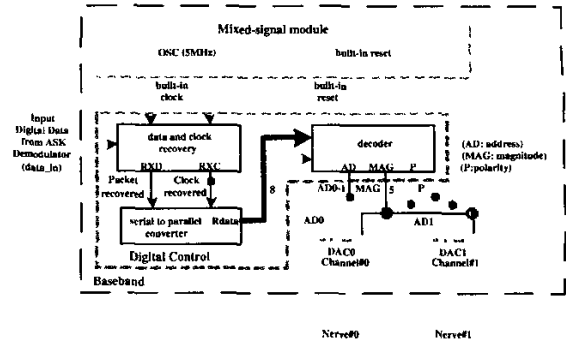 Mixed-signal module
OSC (5MHz) built-in reset
built-in clock
built-in reset
Input
Digital Data
from ASK
Demodulator
(data_in)
data and clock
recovery
RXD RXC
decoder
AD MAG P
(AD: address)
(MAG: magnitude)
(P:polarity)
Packet
recovered
Clock
recovered
8
AD0-1 MAG 5 P
serial to parallel
converter
Rdata
AD0
AD1
Digital Control
DAC0
Channel#0
DAC1
Channel#1
Baseband
Nerve#0 Nerve#1